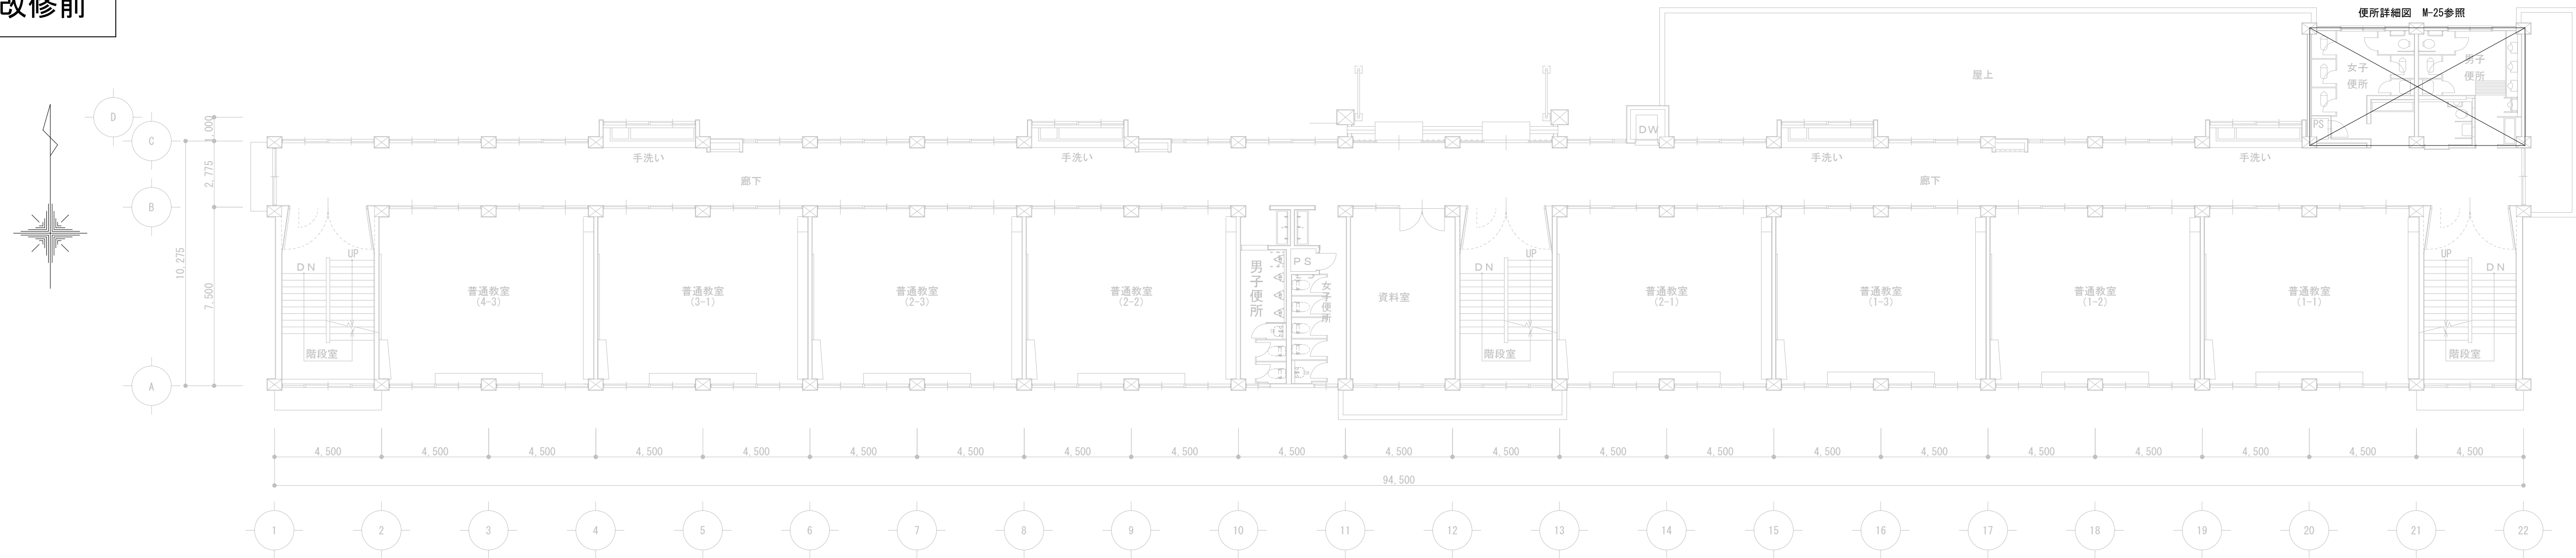 改修前
便所詳細図 M-25参照
屋上
女子
便所
男子
便所
PS
D
C
B
A
1,000
2,775
7,500
10,275
手洗い
手洗い
手洗い
手洗い
DW
廊下
廊下
UP
DN
階段室
普通教室
(4-3)
普通教室
(3-1)
普通教室
(2-3)
普通教室
(2-2)
男子便所
PS
女子便所
資料室
UP
DN
階段室
普通教室
(2-1)
普通教室
(1-3)
普通教室
(1-2)
普通教室
(1-1)
UP
DN
階段室
4,500 4,500 4,500 4,500 4,500 4,500 4,500 4,500 4,500 4,500 4,500 4,500 4,500 4,500 4,500 4,500 4,500 4,500 4,500 4,500 4,500
94,500
1 2 3 4 5 6 7 8 9 10 11 12 13 14 15 16 17 18 19 20 21 22